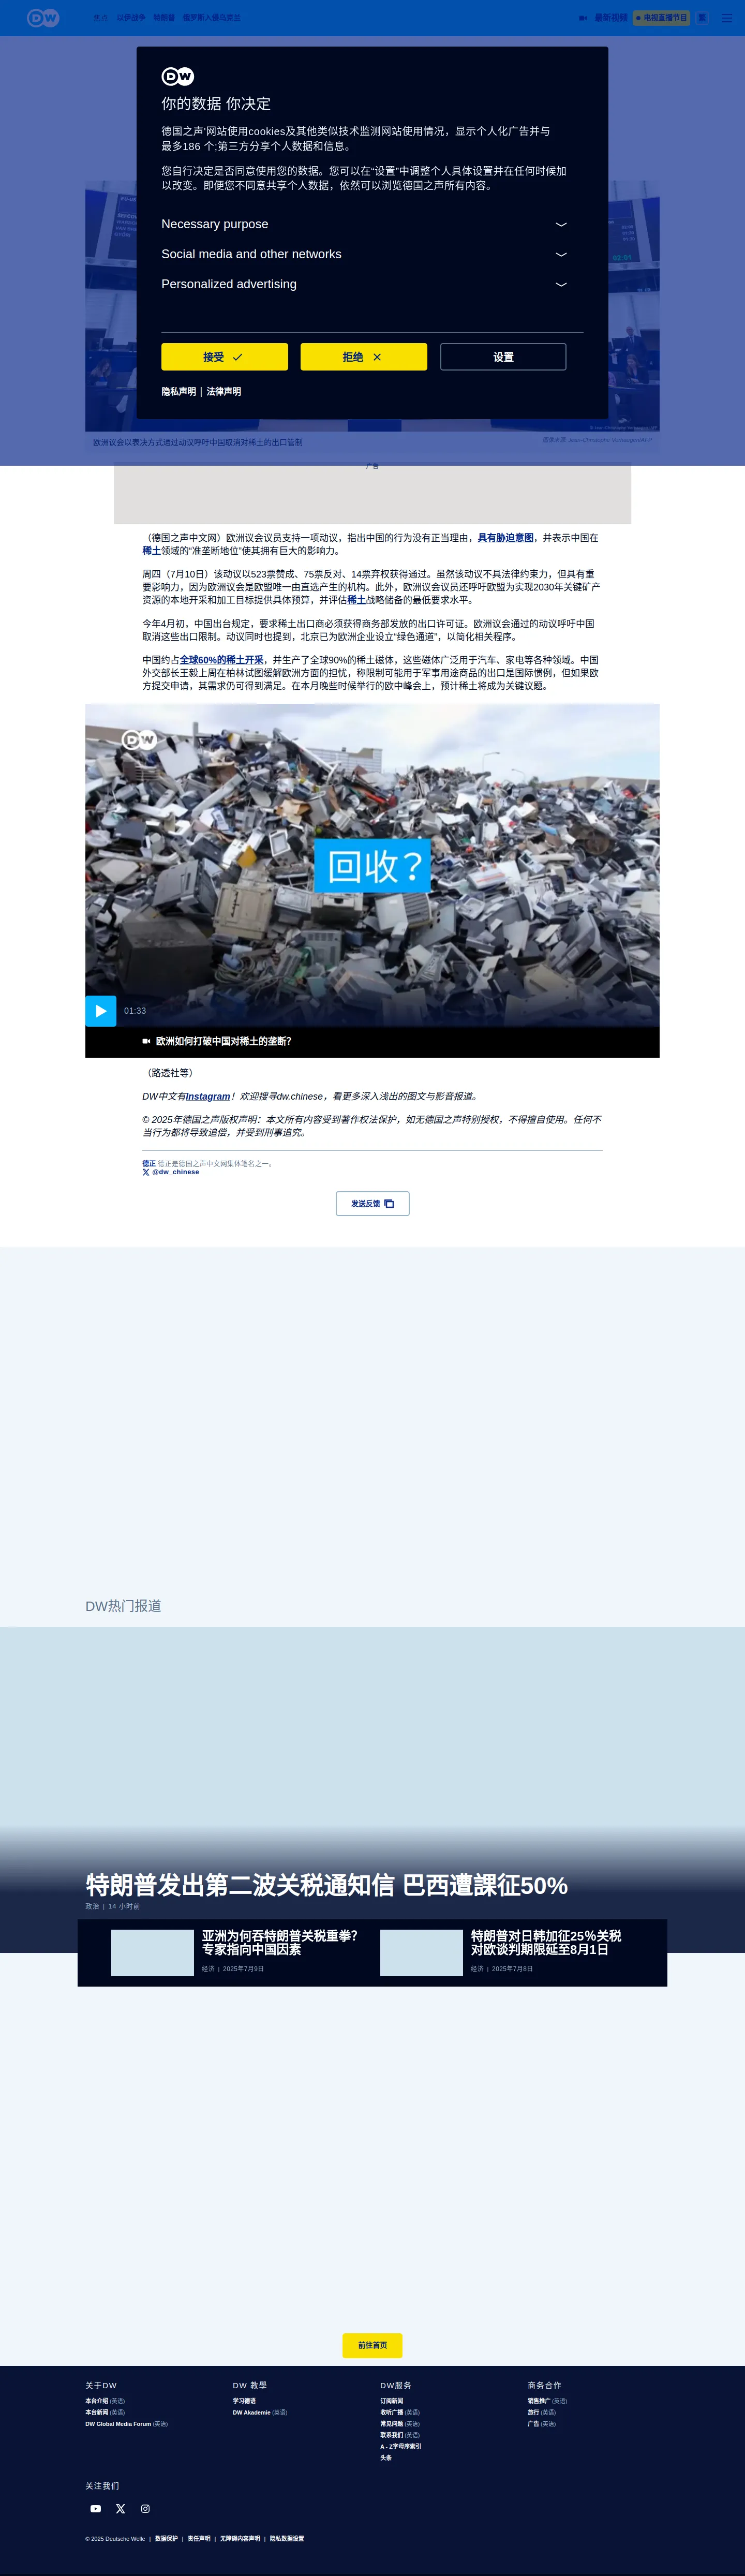 DW
焦点
以伊战争
特朗普
俄罗斯入侵乌克兰
最新视频
电视直播节目
DW
你的数据 你决定
德国之声'网站使用cookies及其他类似技术监测网站使用情况，显示个人化广告并与
最多186 个;第三方分享个人数据和信息。
您自行决定是否同意使用您的数据。您可以在"设置"中调整个人具体设置并在任何时候加
以改变。即便您不同意共享个人数据，依然可以浏览德国之声所有内容。
Necessary purpose
Social media and other networks
Personalized advertising
接受
拒绝
设置
隐私声明 | 法律声明
欧洲议会以表决方式通过动议呼吁中国取消对稀土的出口管制
广告
（德国之声中文网）欧洲议会议员支持一项动议，指出中国的行为没有正当理由，具有胁迫意图，并表示中国在
稀土领域的“准垄断地位”使其拥有巨大的影响力。
周四（7月10日）该动议以523票赞成、75票反对、14票弃权获得通过。虽然该动议不具法律约束力，但具有重
要影响力，因为欧洲议会是欧盟唯一由直选产生的机构。此外，欧洲议会议员还呼吁欧盟为实现2030年关键矿产
资源的本地开采和加工目标提供具体预算，并评估稀土战略储备的最低要求水平。
今年4月初，中国出台规定，要求稀土出口商必须获得商务部发放的出口许可证。欧洲议会通过的动议呼吁中国
取消这些出口限制。动议同时也提到，北京已为欧洲企业设立“绿色通道”，以简化相关程序。
中国约占全球60%的稀土开采，并生产了全球90%的稀土磁体，这些磁体广泛用于汽车、家电等各种领域。中国
外交部长王毅上周在柏林试图缓解欧洲方面的担忧，称限制可能用于军事用途商品的出口是国际惯例，但如果欧
方提交申请，其需求仍可得到满足。在本月晚些时候举行的欧中峰会上，预计稀土将成为关键议题。
DW
回收？
01:33
欧洲如何打破中国对稀土的垄断？
（路透社等）
DW中文有Instagram！欢迎搜寻dw.chinese，看更多深入浅出的图文与影音报道。
© 2025年德国之声版权声明：本文所有内容受到著作权法保护，如无德国之声特别授权，不得擅自使用。任何不
当行为都将导致追偿，并受到刑事追究。
德正 德正是德国之声中文网集体笔名之一。
@dw_chinese
发送反馈
DW热门报道
特朗普发出第二波关税通知信 巴西遭課征50%
政治 | 14 小时前
亚洲为何吞特朗普关税重拳？
专家指向中国因素
经济 | 2025年7月9日
特朗普对日韩加征25%关税
对欧谈判期限延至8月1日
经济 | 2025年7月8日
前往首页
关于DW
本台介绍 (英语)
本台新闻 (英语)
DW Global Media Forum (英语)
DW 教學
学习德语
DW Akademie (英语)
DW服务
订阅新闻
收听广播 (英语)
常见问题 (英语)
联系我们 (英语)
A - Z字母序索引
头条
商务合作
销售推广 (英语)
旅行 (英语)
广告 (英语)
关注我们
© 2025 Deutsche Welle | 数据保护 | 责任声明 | 无障碍内容声明 | 隐私数据设置